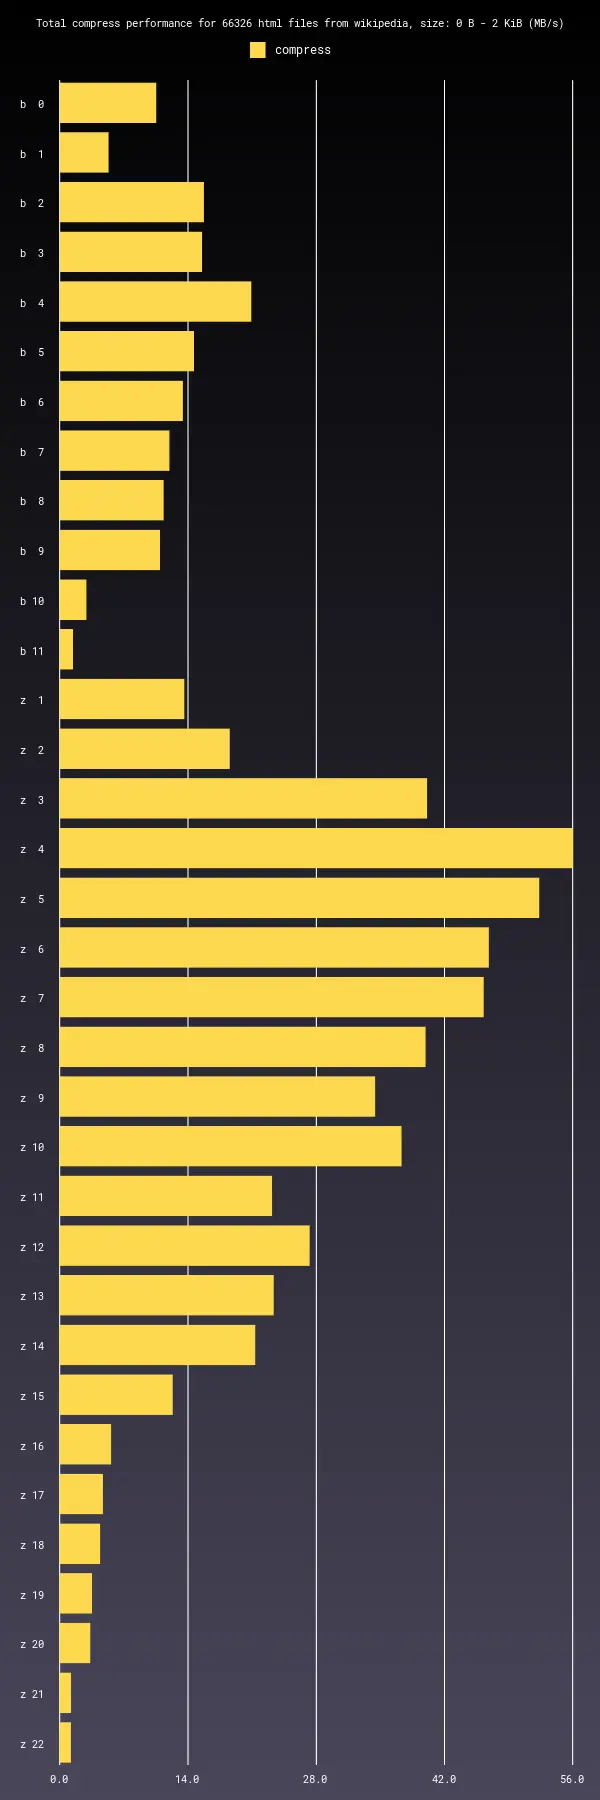 Total compress performance for 66326 html files from wikipedia, size: 0 B - 2 KiB (MB/s)
compress
b 0
b 1
b 2
b 3
b 4
b 5
b 6
b 7
b 8
b 9
b 10
b 11
z 1
z 2
z 3
z 4
z 5
z 6
z 7
z 8
z 9
z 10
z 11
z 12
z 13
z 14
z 15
z 16
z 17
z 18
z 19
z 20
z 21
z 22
0.0 14.0 28.0 42.0 56.0